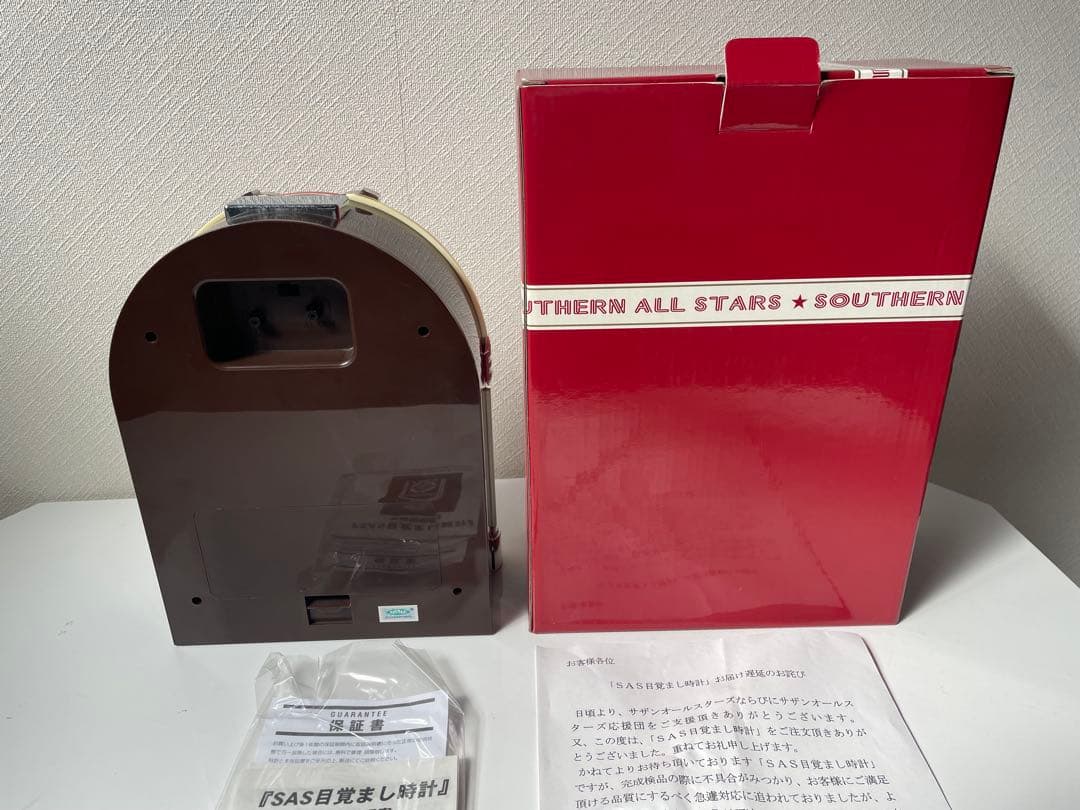 UTHERN ALL STARS ★ SOUTHERN
お客様各位
「SAS目覚まし時計」お届け遅延のお詫び
日頃より、サザンオールスターズならびにサザンオールス
ターズ応援団をご支援頂きありがとうございます。
又、この度は、「SAS目覚まし時計」をご注文頂きありが
とうございました。重ねてお礼申し上げます。
かねてよりお待ち頂いております「SAS目覚まし時計」
ですが、完成検品の際に不具合がみつかり、お客様にご満足
頂ける品質にするべく急遽対応に追われておりましたが、よ
GUARANTEE
保証書
『SAS目覚まし時計』